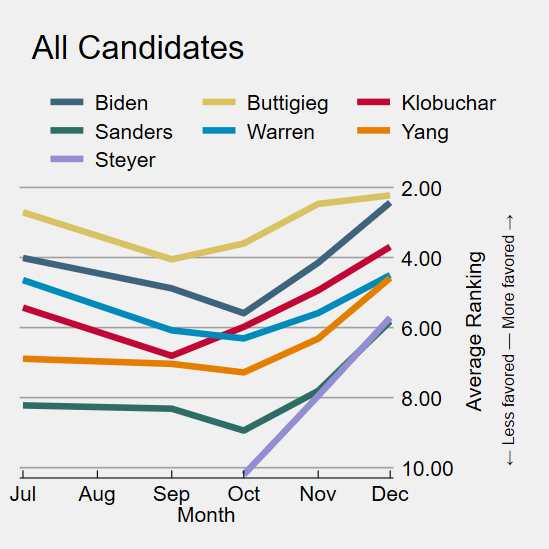 All Candidates
Biden Buttigieg Klobuchar
Sanders Warren Yang
Steyer
2.00
4.00
6.00
8.00
10.00
Average Ranking
← Less favored — More favored →
Jul Aug Sep Oct Nov Dec
Month